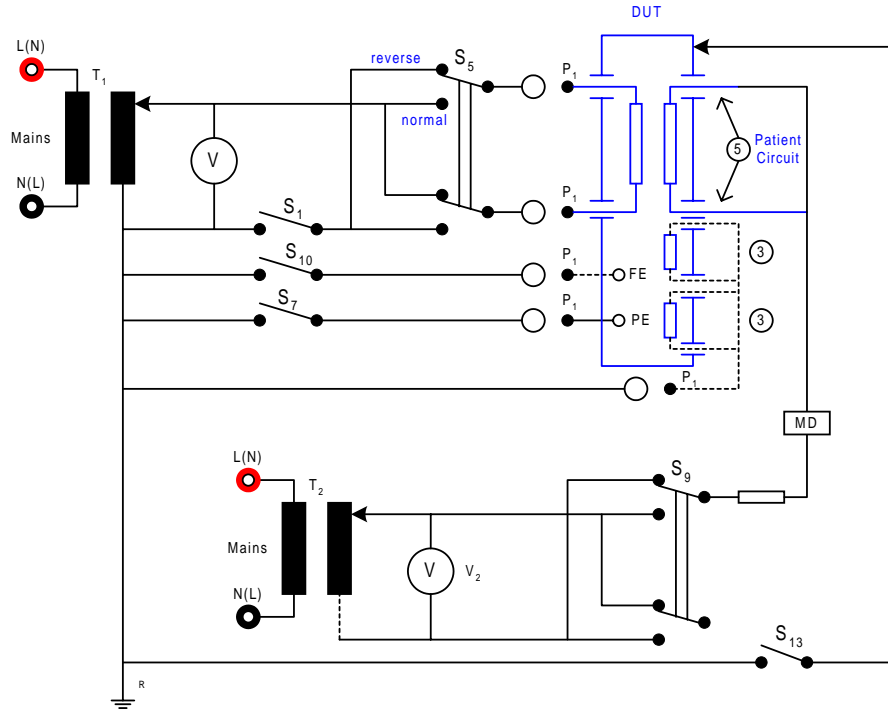 DUT
L(N)
T1
reverse
S5
P1
Mains
normal
V
5
Patient
Circuit
N(L)
S1
P1
S10
P1
FE
3
S7
P1
PE
3
P1
MD
L(N)
T2
S9
Mains
V
V2
N(L)
S13
R